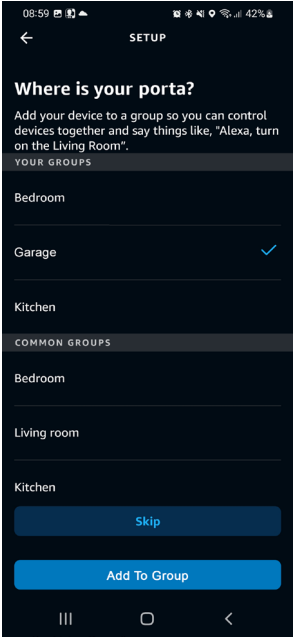 08:59 42%
SETUP
Where is your porta?
Add your device to a group so you can control
devices together and say things like, "Alexa, turn
on the Living Room".
YOUR GROUPS
Bedroom
Garage
Kitchen
COMMON GROUPS
Bedroom
Living room
Kitchen
Skip
Add To Group